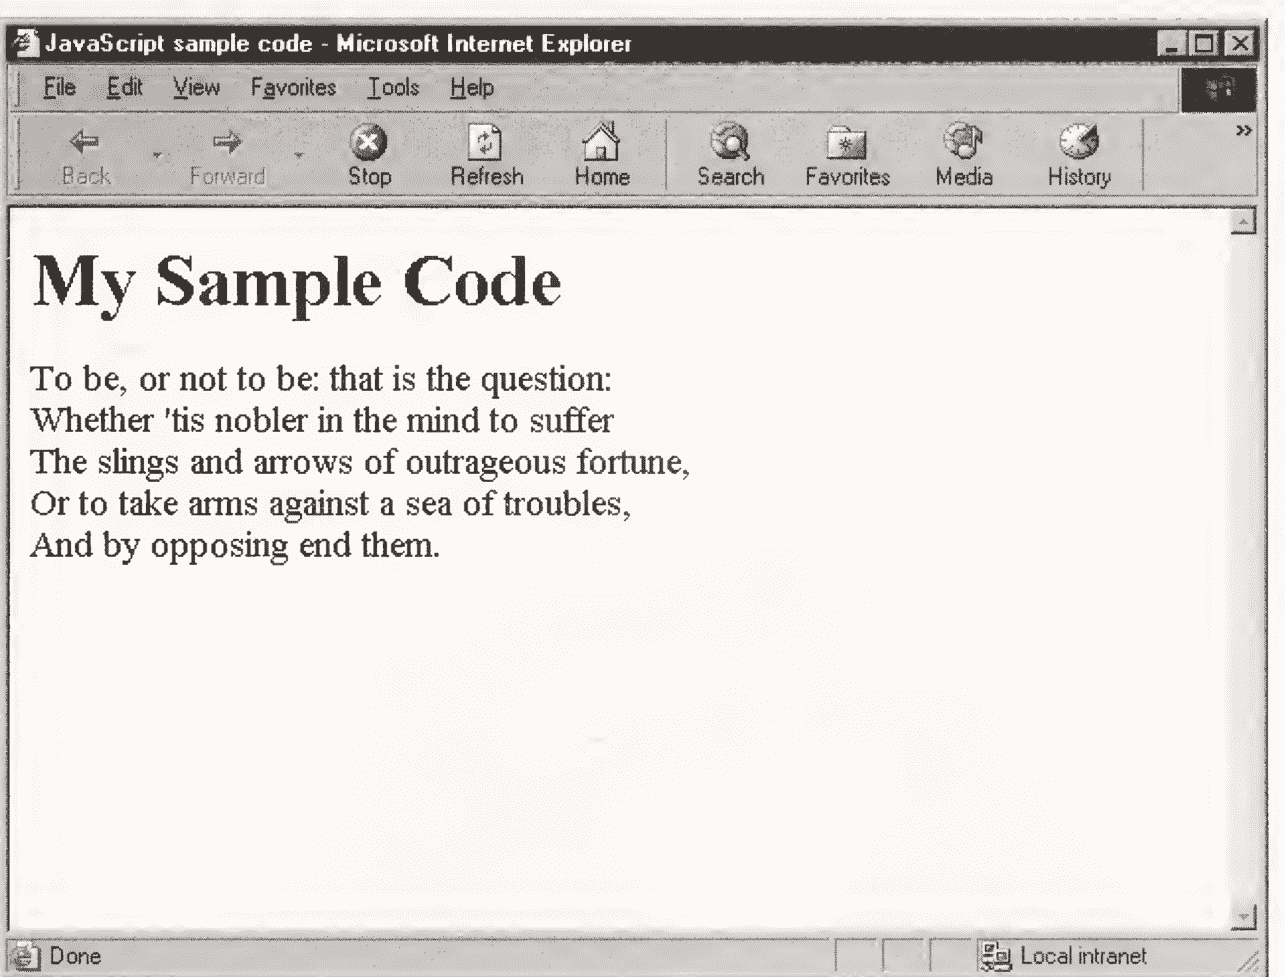 JavaScript sample code - Microsoft Internet Explorer
File Edit View Favorites Tools Help
Back Forward Stop Refresh Home Search Favorites Media History »
My Sample Code
To be, or not to be: that is the question:
Whether 'tis nobler in the mind to suffer
The slings and arrows of outrageous fortune,
Or to take arms against a sea of troubles,
And by opposing end them.
Done Local intranet